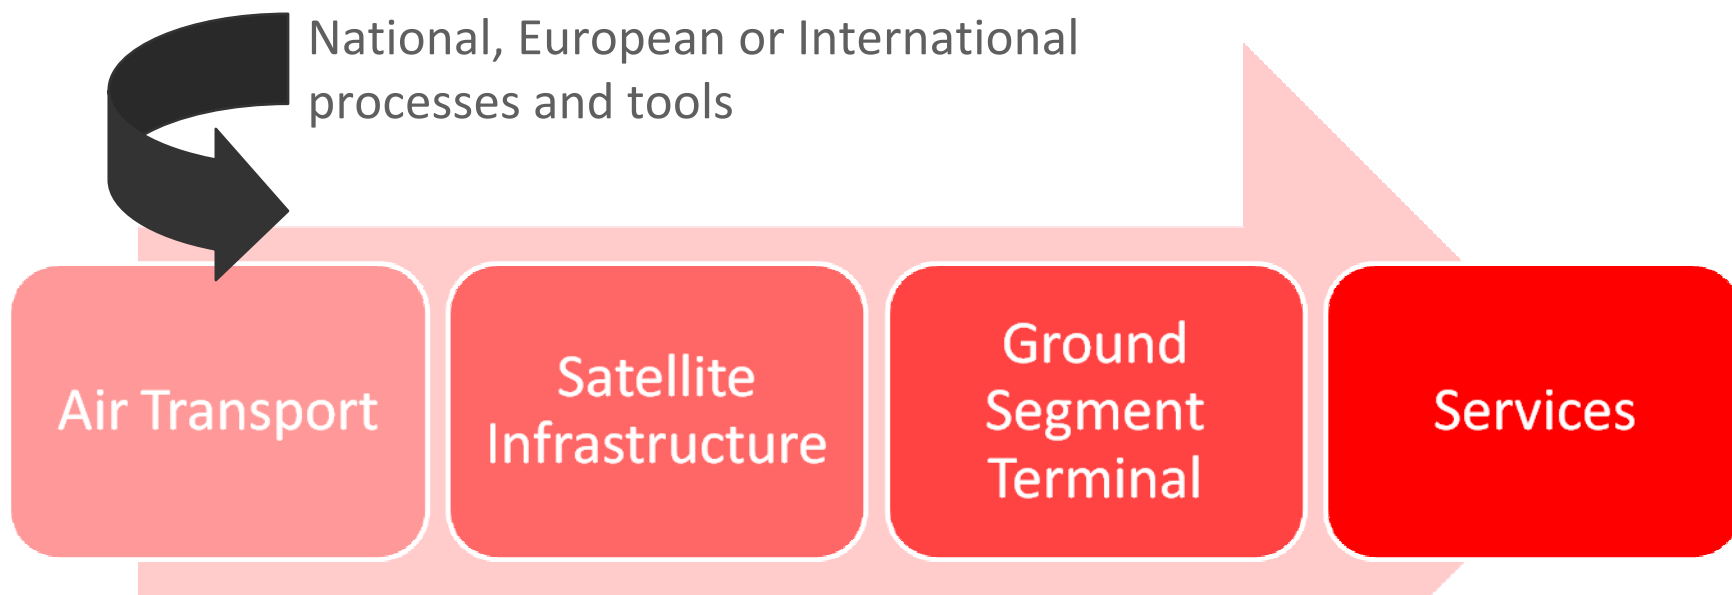 National, European or International
processes and tools
Air Transport
Satellite
Infrastructure
Ground
Segment
Terminal
Services